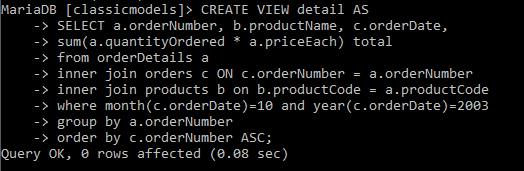 MariaDB [classicmodels]> CREATE VIEW detail AS
-> SELECT a.orderNumber, b.productName, c.orderDate,
-> sum(a.quantityOrdered * a.priceEach) total
-> from orderDetails a
-> inner join orders c ON c.orderNumber = a.orderNumber
-> inner join products b on b.productCode = a.productCode
-> where month(c.orderDate)=10 and year(c.orderDate)=2003
-> group by a.orderNumber
-> order by c.orderNumber ASC;
Query OK, 0 rows affected (0.08 sec)